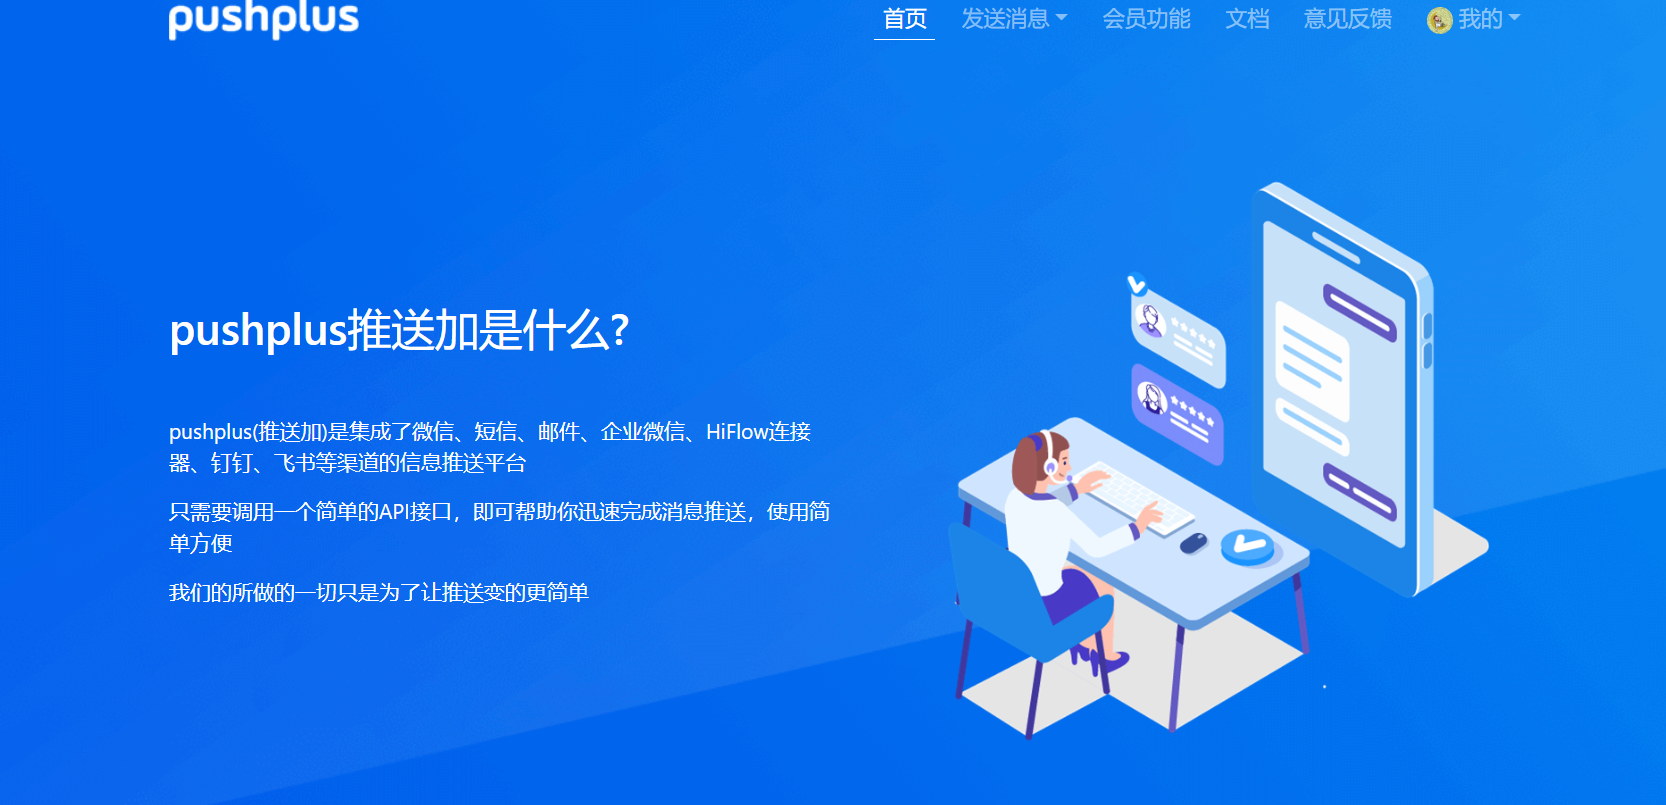 pushplus
首页 发送消息 会员功能 文档 意见反馈 我的
pushplus推送加是什么?
pushplus(推送加)是集成了微信、短信、邮件、企业微信、HiFlow连接
器、钉钉、飞书等渠道的信息推送平台
只需要调用一个简单的API接口，即可帮助你迅速完成消息推送，使用简
单方便
我们的所做的一切只是为了让推送变的更简单